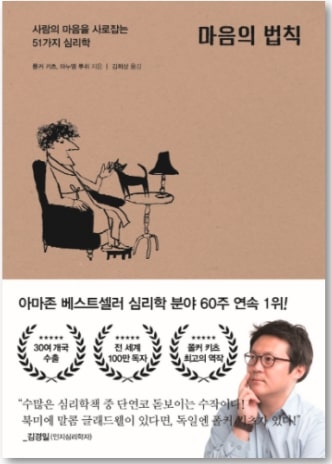 사람의 마음을 사로잡는
51가지 심리학
마음의 법칙
폴커 키츠, 마누엘 투쉬 지음 | 김희상 옮김
아마존 베스트셀러 심리학 분야 60주 연속 1위!
★★★★★ ★★★★★ ★★★★★
30여 개국 전 세계 폴커 키츠
수출 100만 독자 최고의 역작
“수많은 심리학책 중 단연코 돋보이는 수작이다!
북미에 말콤 글래드웰이 있다면, 독일엔 폴커 키츠가 있다!”
_김경일(인지심리학자)